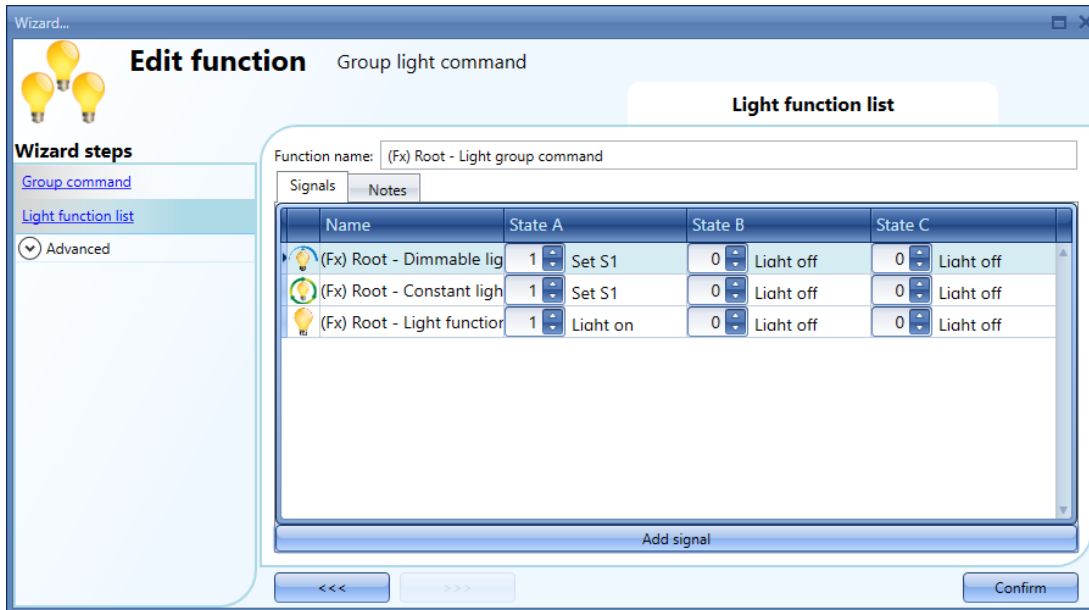 Wizard...
Edit function Group light command
Light function list
Wizard steps
Group command
Light function list
Advanced
Function name: (Fx) Root - Light group command
Signals Notes
Name State A State B State C
(Fx) Root - Dimmable lig 1 Set S1 0 Light off 0 Light off
(Fx) Root - Constant ligh 1 Set S1 0 Light off 0 Light off
(Fx) Root - Light function 1 Light on 0 Light off 0 Light off
Add signal
<<< >>> Confirm